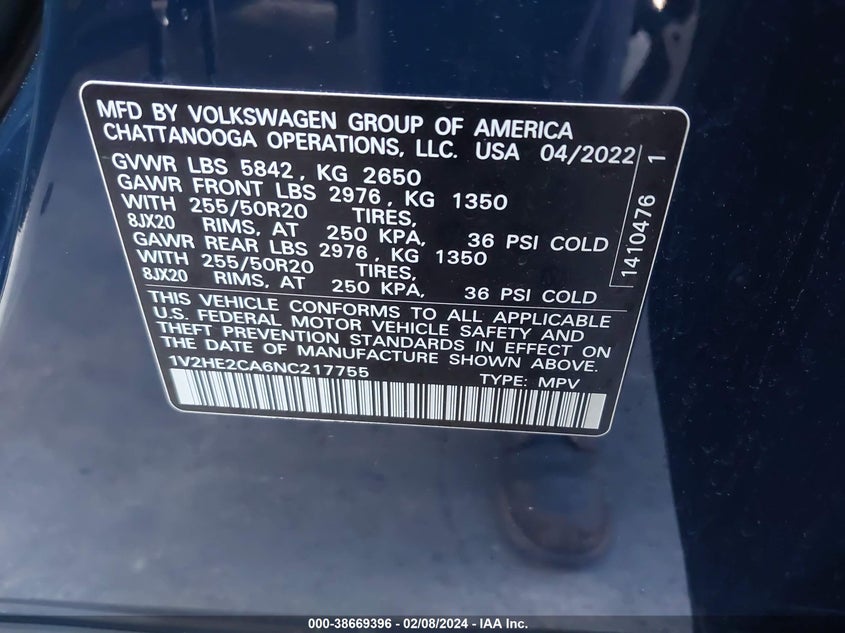 MFD BY VOLKSWAGEN GROUP OF AMERICA
CHATTANOOGA OPERATIONS, LLC. USA 04/2022
GVWR LBS 5842, KG 2650
GAWR FRONT LBS 2976, KG 1350
WITH 255/50R20 TIRES,
8JX20 RIMS, AT 250 KPA, 36 PSI COLD
GAWR REAR LBS 2976, KG 1350
WITH 255/50R20 TIRES,
8JX20 RIMS, AT 250 KPA, 36 PSI COLD
THIS VEHICLE CONFORMS TO ALL APPLICABLE
U.S. FEDERAL MOTOR VEHICLE SAFETY AND
THEFT PREVENTION STANDARDS IN EFFECT ON
THE DATE OF MANUFACTURE SHOWN ABOVE.
1V2HE2CA6NC217755 TYPE: MPV
1410476 1
000-38669396 - 02/08/2024 - IAA Inc.